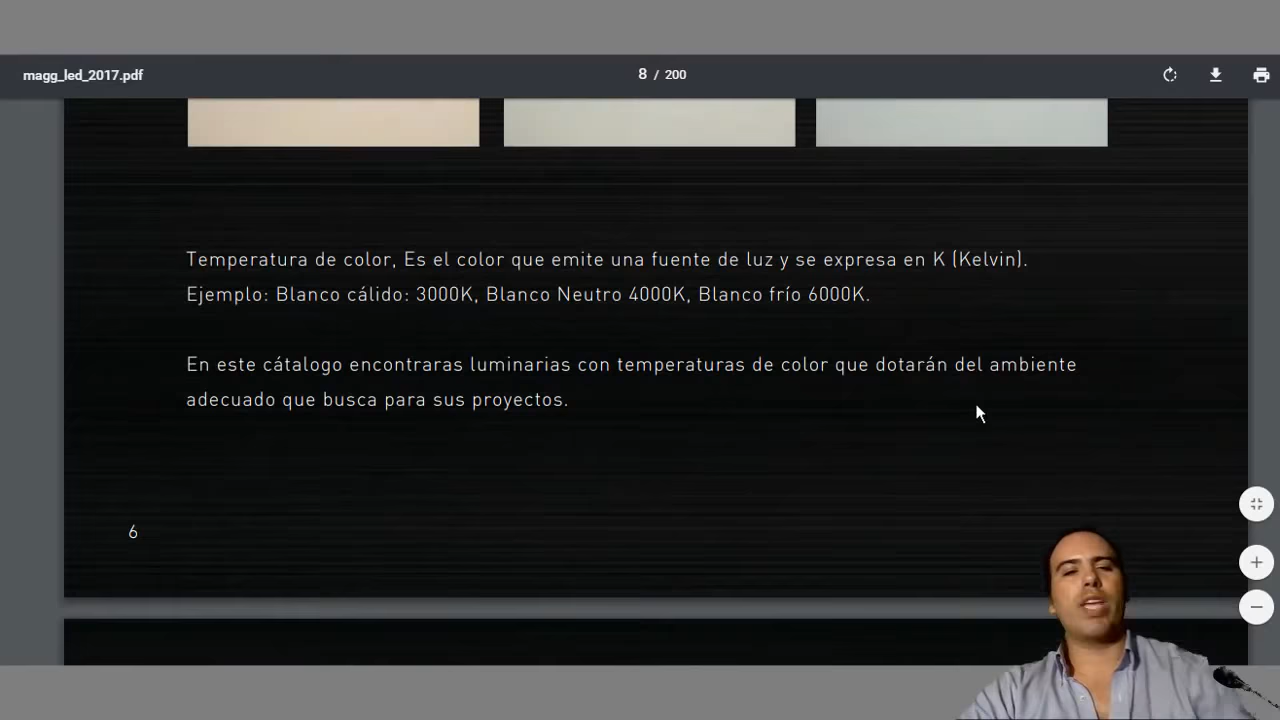 magg_led_2017.pdf
8 / 200
Temperatura de color, Es el color que emite una fuente de luz y se expresa en K (Kelvin).
Ejemplo: Blanco cálido: 3000K, Blanco Neutro 4000K, Blanco frío 6000K.
En este cátalogo encontraras luminarias con temperaturas de color que dotarán del ambiente
adecuado que busca para sus proyectos.
6